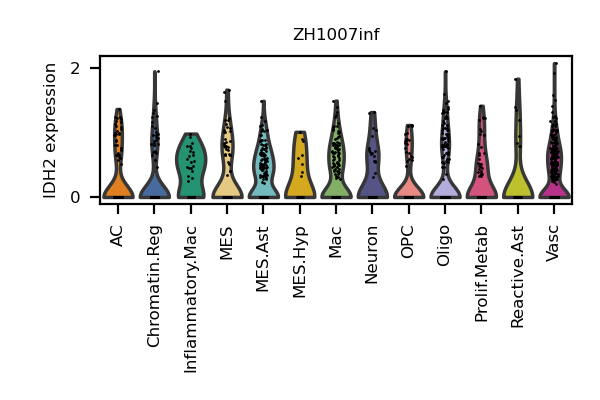 ZH1007inf
IDH2 expression
2
0
AC
Chromatin.Reg
Inflammatory.Mac
MES
MES.Ast
MES.Hyp
Mac
Neuron
OPC
Oligo
Prolif.Metab
Reactive.Ast
Vasc